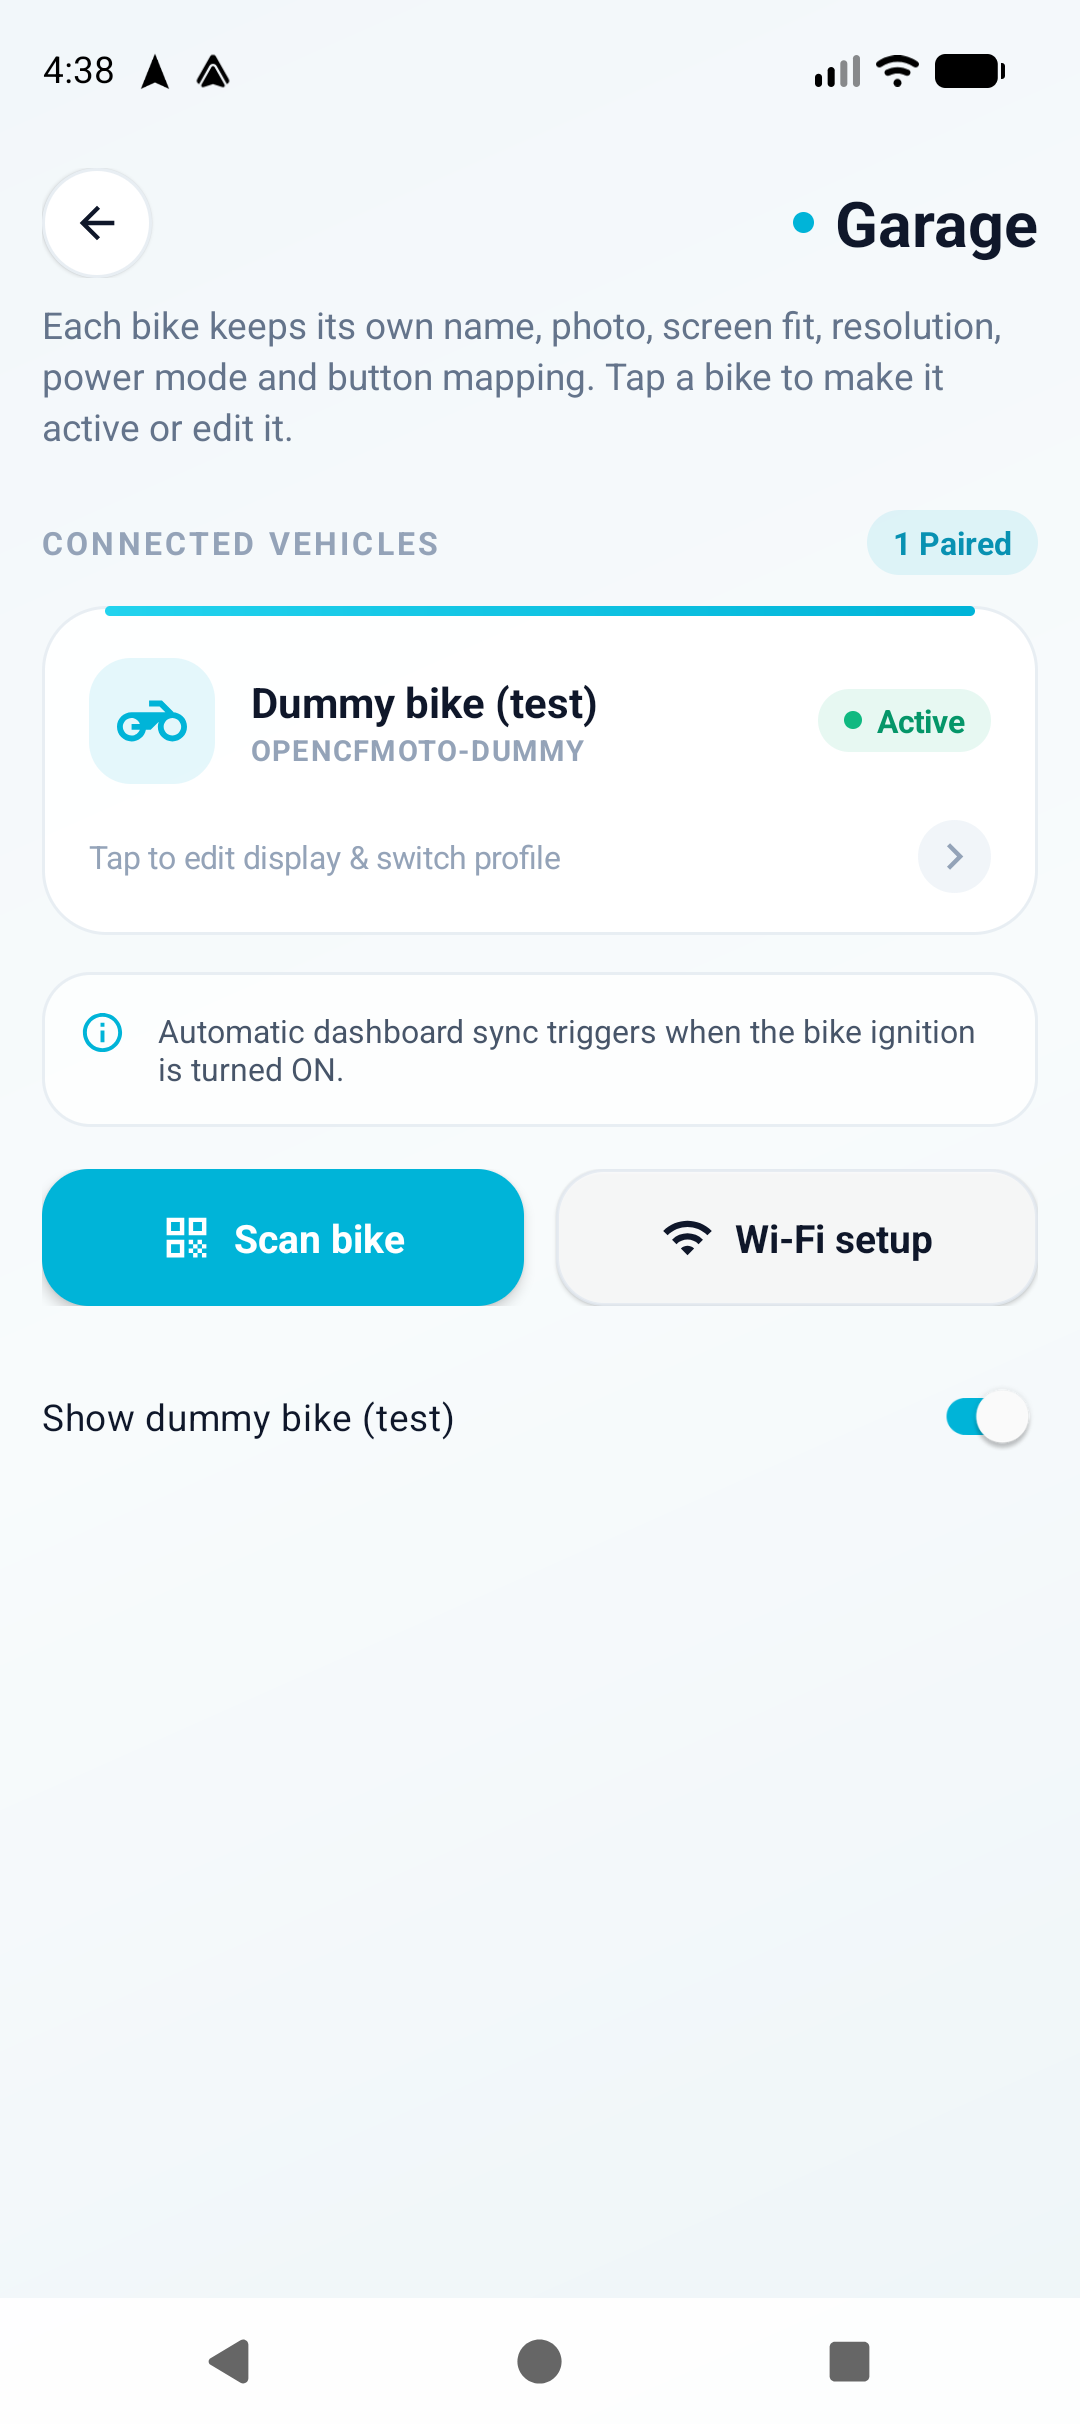 4:38
Garage
Each bike keeps its own name, photo, screen fit, resolution,
power mode and button mapping. Tap a bike to make it
active or edit it.
CONNECTED VEHICLES
1 Paired
Dummy bike (test)
OPENCFMOTO-DUMMY
Active
Tap to edit display & switch profile
Automatic dashboard sync triggers when the bike ignition
is turned ON.
Scan bike
Wi-Fi setup
Show dummy bike (test)